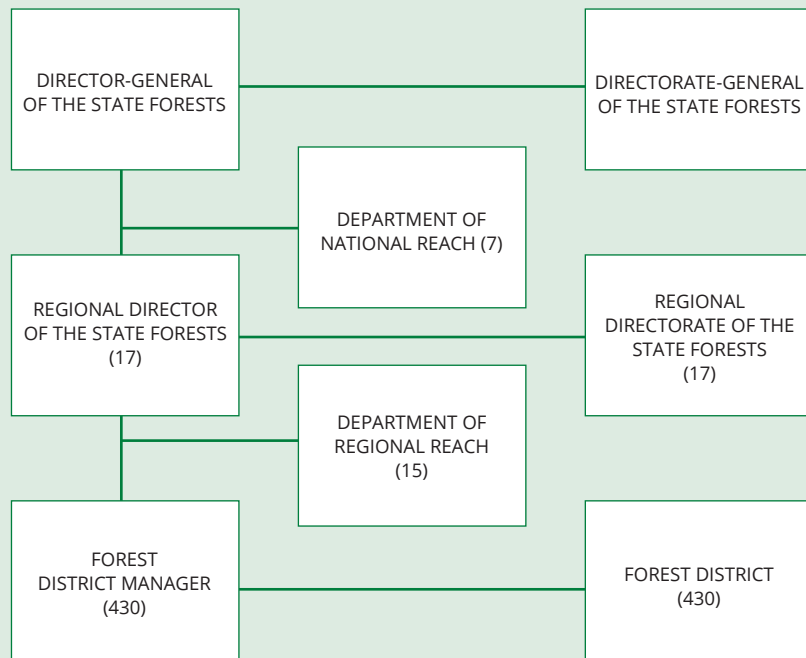 DIRECTOR-GENERAL
OF THE STATE FORESTS
DIRECTORATE-GENERAL
OF THE STATE FORESTS
DEPARTMENT OF
NATIONAL REACH (7)
REGIONAL DIRECTOR
OF THE STATE FORESTS
(17)
REGIONAL
DIRECTORATE OF THE
STATE FORESTS
(17)
DEPARTMENT OF
REGIONAL REACH
(15)
FOREST
DISTRICT MANAGER
(430)
FOREST DISTRICT
(430)